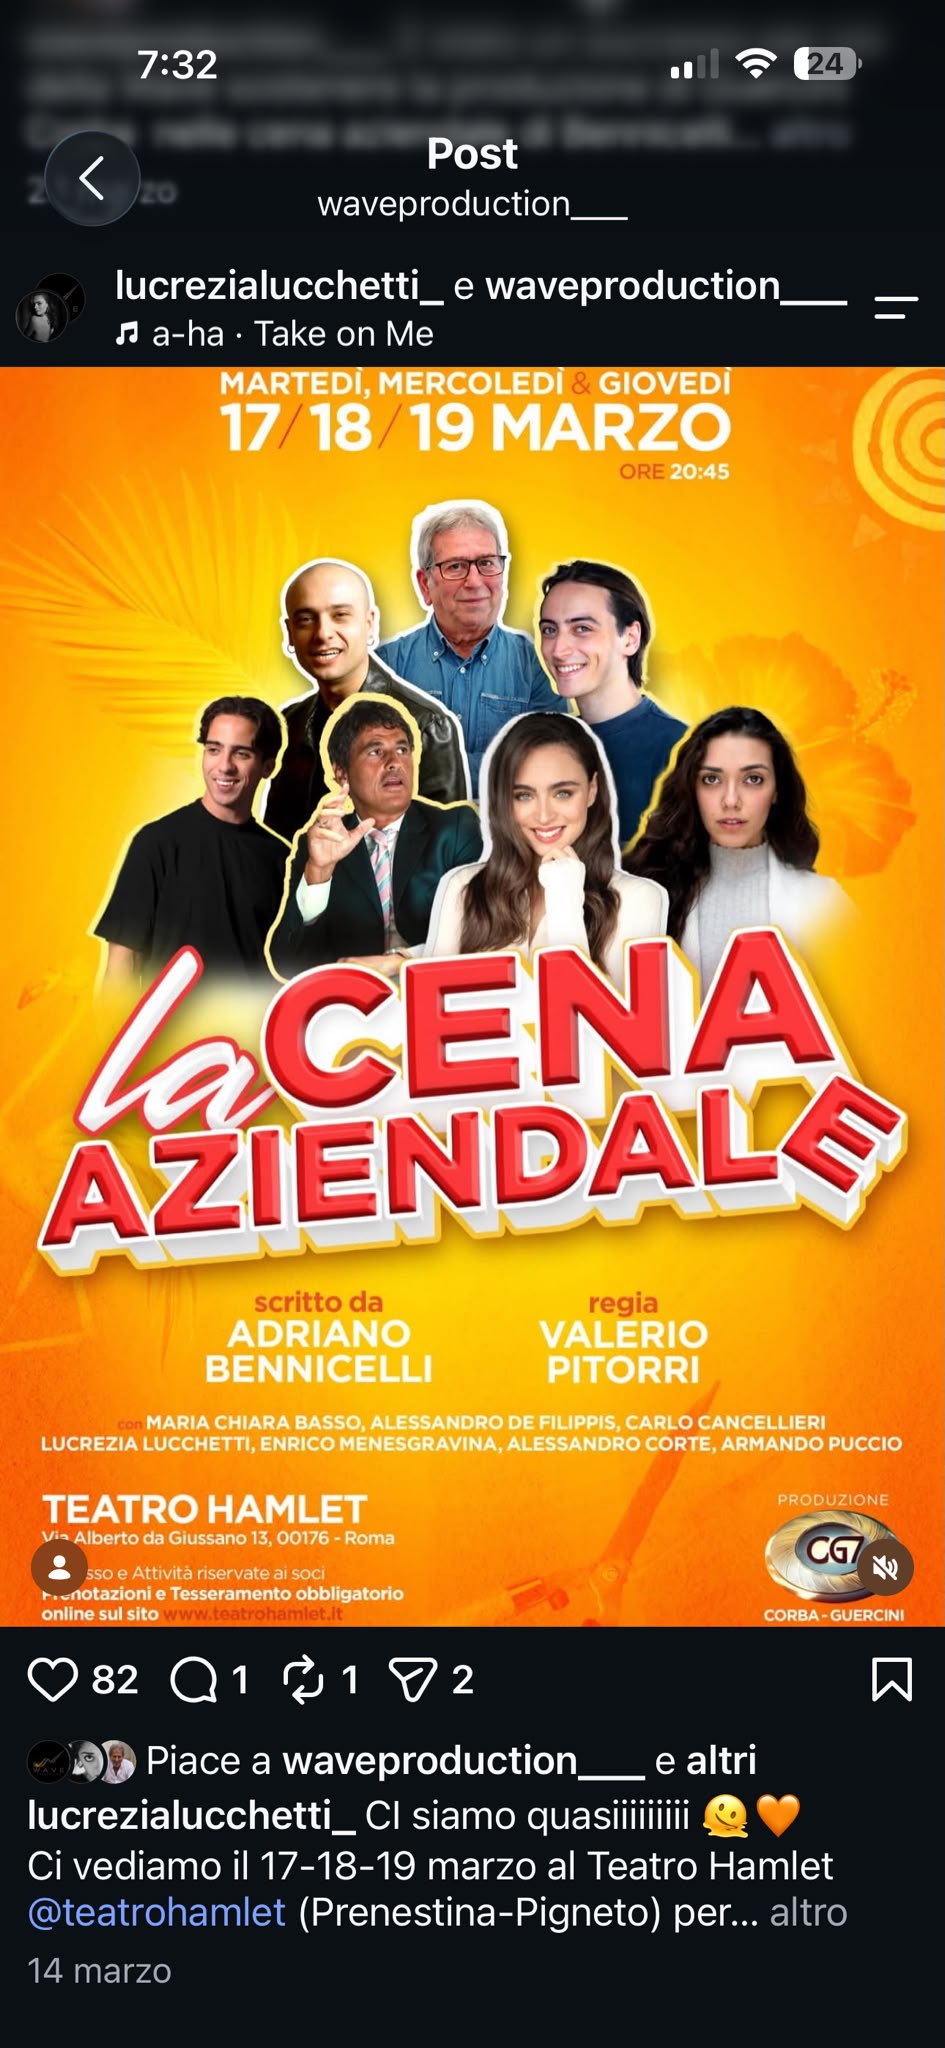 7:32
24
Post
waveproduction___
lucrezialucchetti_ e waveproduction___
a-ha · Take on Me
MARTEDÌ, MERCOLEDÌ & GIOVEDÌ
17/18/19 MARZO
ORE 20:45
la CENA
AZIENDALE
scritto da
ADRIANO
BENNICELLI
regia
VALERIO
PITORRI
con MARIA CHIARA BASSO, ALESSANDRO DE FILIPPIS, CARLO CANCELLIERI
LUCREZIA LUCCHETTI, ENRICO MENESGRAVINA, ALESSANDRO CORTE, ARMANDO PUCCIO
TEATRO HAMLET
Via Alberto da Giussano 13, 00176 - Roma
e Attività riservate ai soci
Prenotazioni e Tesseramento obbligatorio
online sul sito www.teatrohamlet.it
PRODUZIONE
CG7
CORBA - GUERCINI
82 1 1 2
Piace a waveproduction___ e altri
lucrezialucchetti_ CI siamo quasiiiiiiiii 🫠🧡
Ci vediamo il 17-18-19 marzo al Teatro Hamlet
@teatrohamlet (Prenestina-Pigneto) per... altro
14 marzo